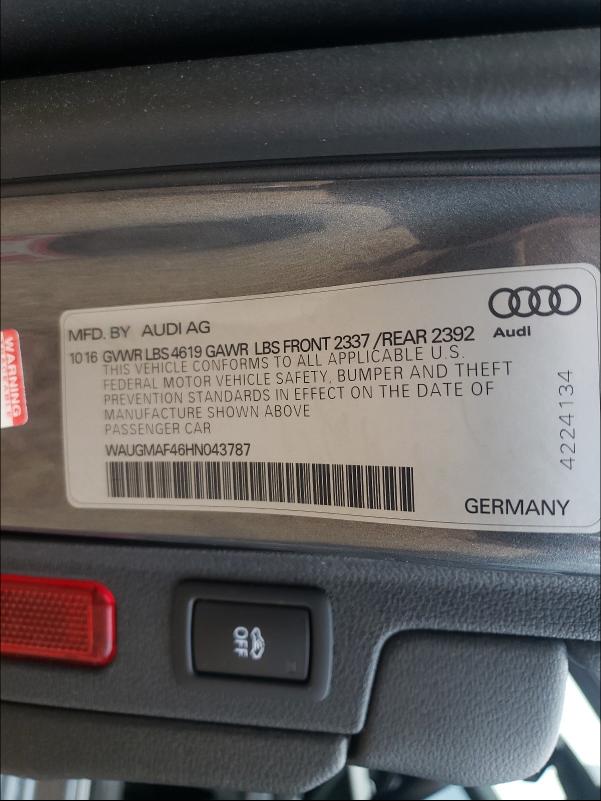 MFD. BY AUDI AG
Audi
10 16 GVWR LBS 4619 GAWR LBS FRONT 2337 /REAR 2392
THIS VEHICLE CONFORMS TO ALL APPLICABLE U.S.
FEDERAL MOTOR VEHICLE SAFETY, BUMPER AND THEFT
PREVENTION STANDARDS IN EFFECT ON THE DATE OF
MANUFACTURE SHOWN ABOVE
PASSENGER CAR
WAUGMAF46HN043787
4224134
GERMANY
WARNING
OFF